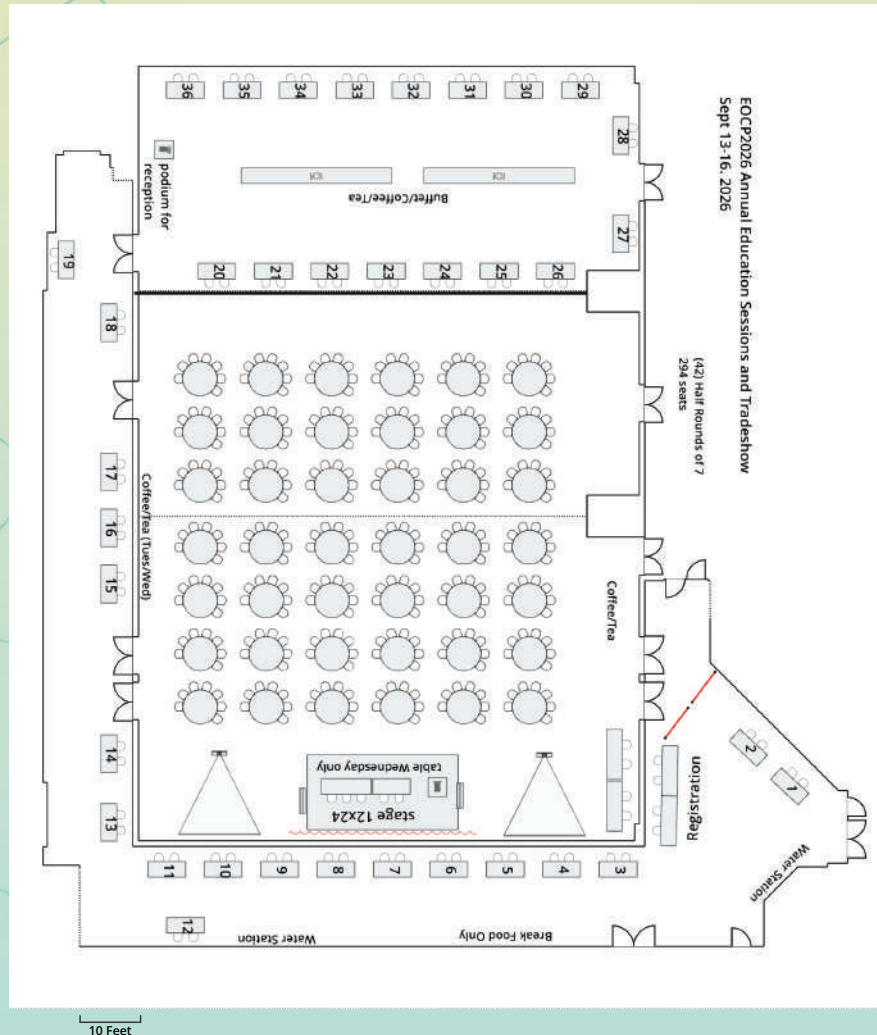 EOCP2026 Annual Education Sessions and Tradeshow
Sept 13-16, 2026
(42) Half Rounds of 7
294 seats
36
35
34
33
32
31
30
29
28
27
podium for
reception
Buffet/Coffee/Tea
19
20
21
22
23
24
25
26
18
17
16
15
Coffee/Tea (Tues/Wed)
Coffee/Tea
14
13
table Wednesday only
stage 12x24
Registration
2
1
Water Station
11
10
9
8
7
6
5
4
3
12
Water Station
Break Food Only
10 Feet